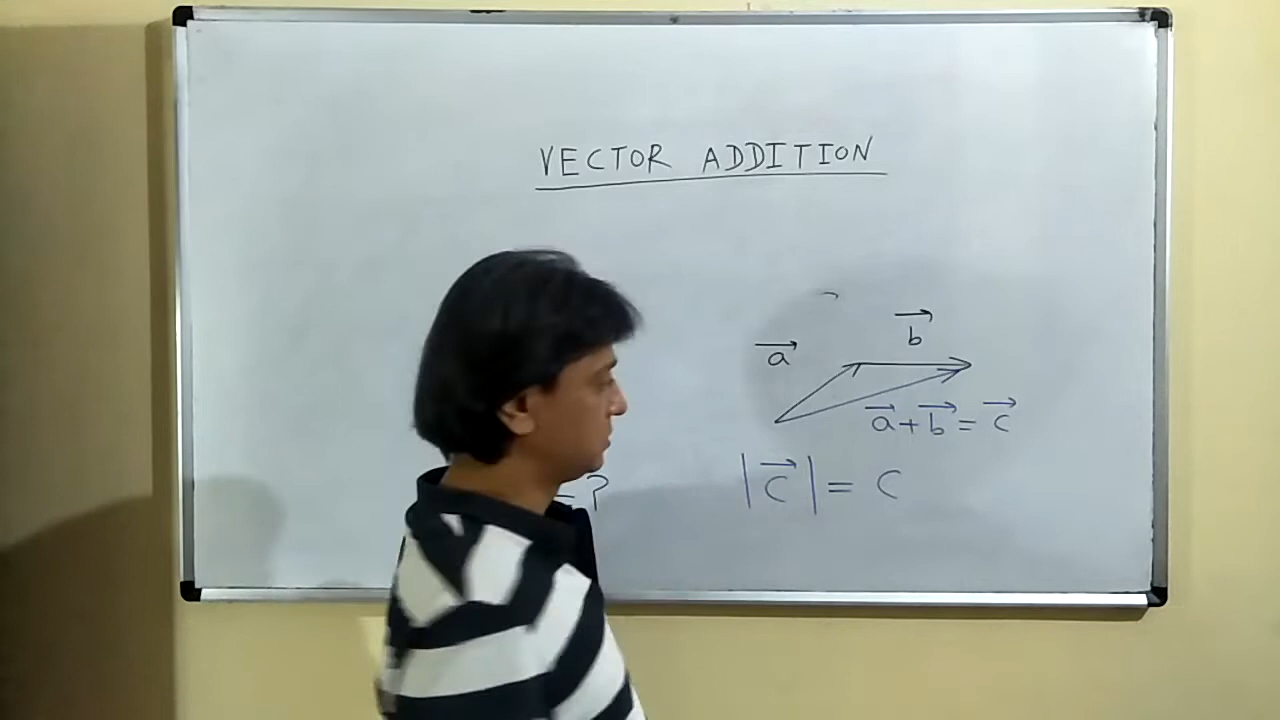 VECTOR ADDITION
→b
→a
→a + →b = →c
= ?
|→c| = c